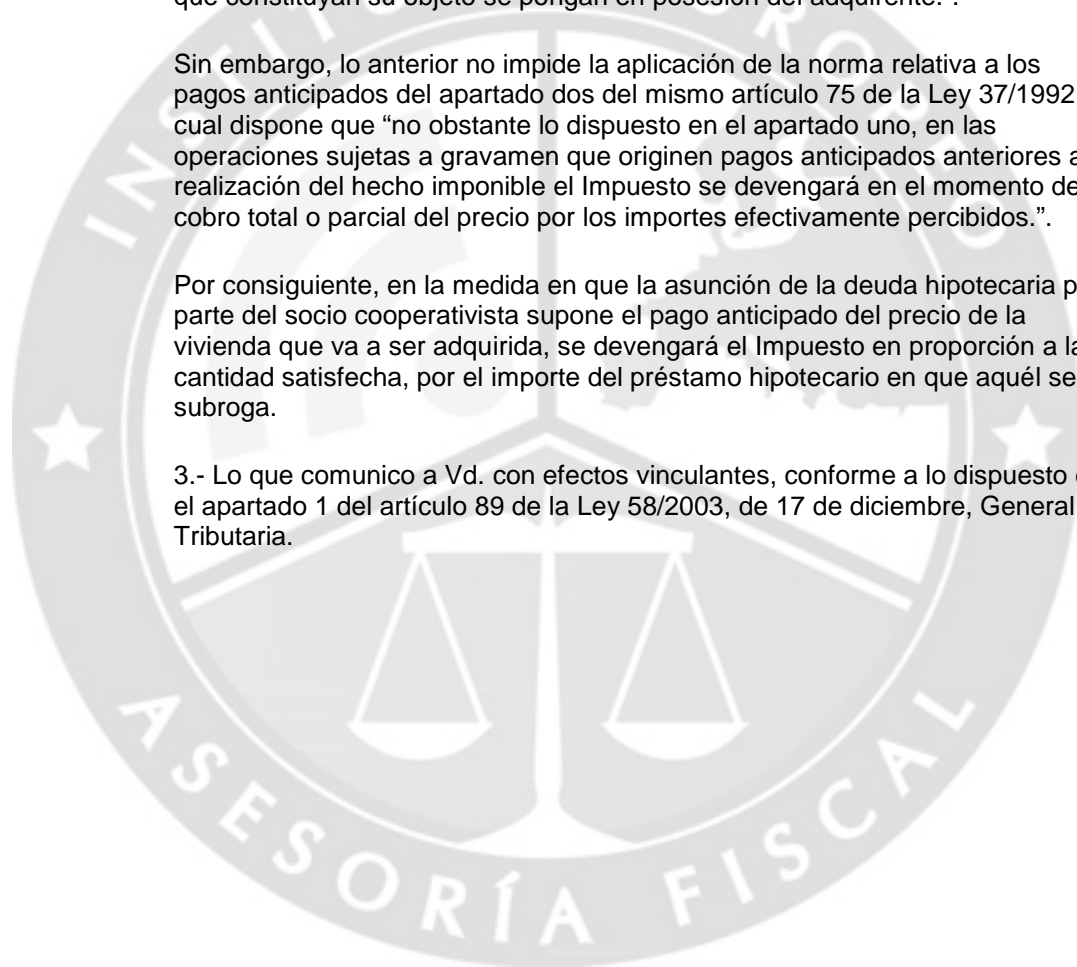 que constituyan su objeto se pongan en posesión del adquirente.".
Sin embargo, lo anterior no impide la aplicación de la norma relativa a los
pagos anticipados del apartado dos del mismo artículo 75 de la Ley 37/1992
cual dispone que “no obstante lo dispuesto en el apartado uno, en las
operaciones sujetas a gravamen que originen pagos anticipados anteriores a
realización del hecho imponible el Impuesto se devengará en el momento de
cobro total o parcial del precio por los importes efectivamente percibidos.”.
Por consiguiente, en la medida en que la asunción de la deuda hipotecaria p
parte del socio cooperativista supone el pago anticipado del precio de la
vivienda que va a ser adquirida, se devengará el Impuesto en proporción a la
cantidad satisfecha, por el importe del préstamo hipotecario en que aquél se
subroga.
3.- Lo que comunico a Vd. con efectos vinculantes, conforme a lo dispuesto
el apartado 1 del artículo 89 de la Ley 58/2003, de 17 de diciembre, General
Tributaria.
ASESORÍA FISCAL